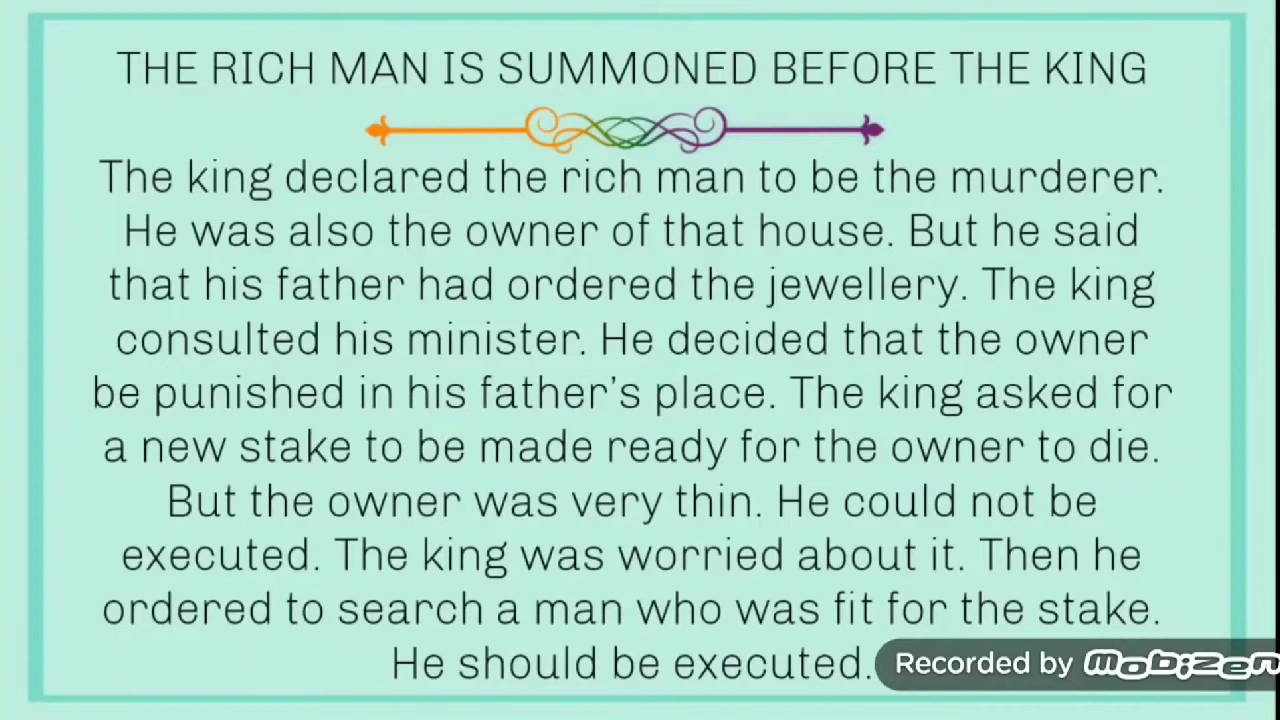 THE RICH MAN IS SUMMONED BEFORE THE KING
The king declared the rich man to be the murderer.
He was also the owner of that house. But he said
that his father had ordered the jewellery. The king
consulted his minister. He decided that the owner
be punished in his father's place. The king asked for
a new stake to be made ready for the owner to die.
But the owner was very thin. He could not be
executed. The king was worried about it. Then he
ordered to search a man who was fit for the stake.
He should be executed.
Recorded by Mobizen